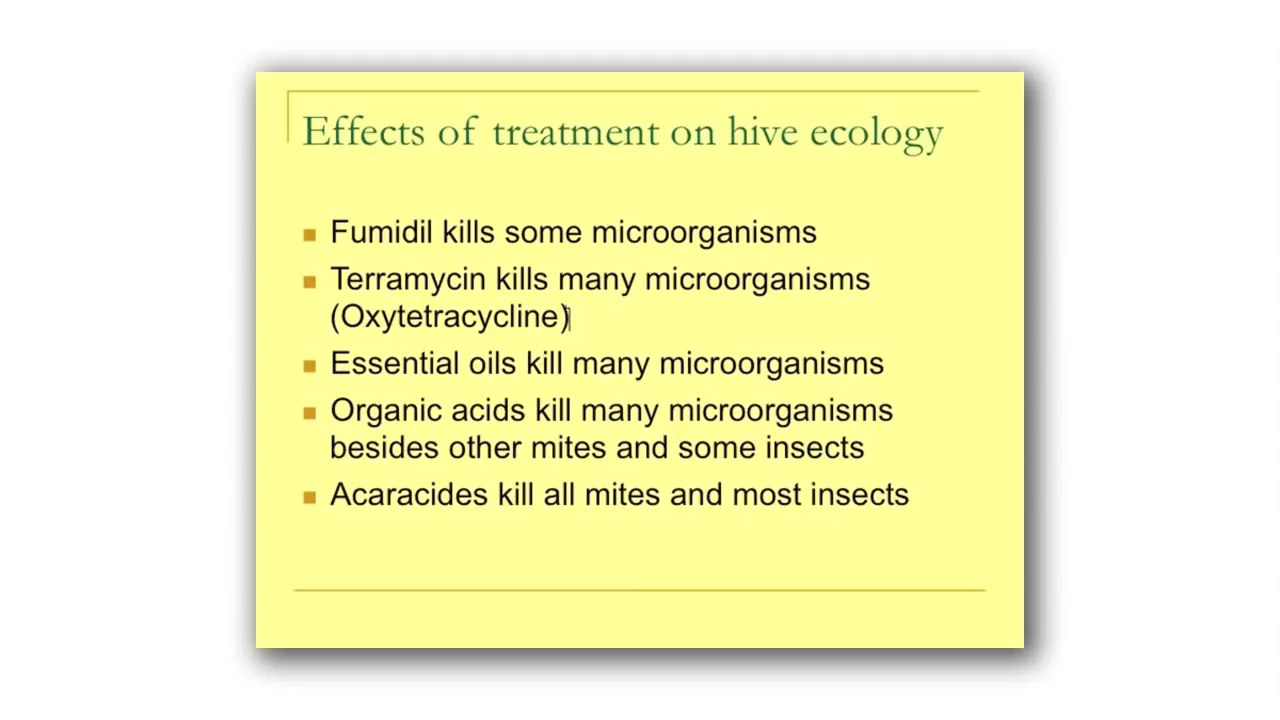 Effects of treatment on hive ecology
Fumidil kills some microorganisms
Terramycin kills many microorganisms
(Oxytetracycline)
Essential oils kill many microorganisms
Organic acids kill many microorganisms
besides other mites and some insects
Acaracides kill all mites and most insects